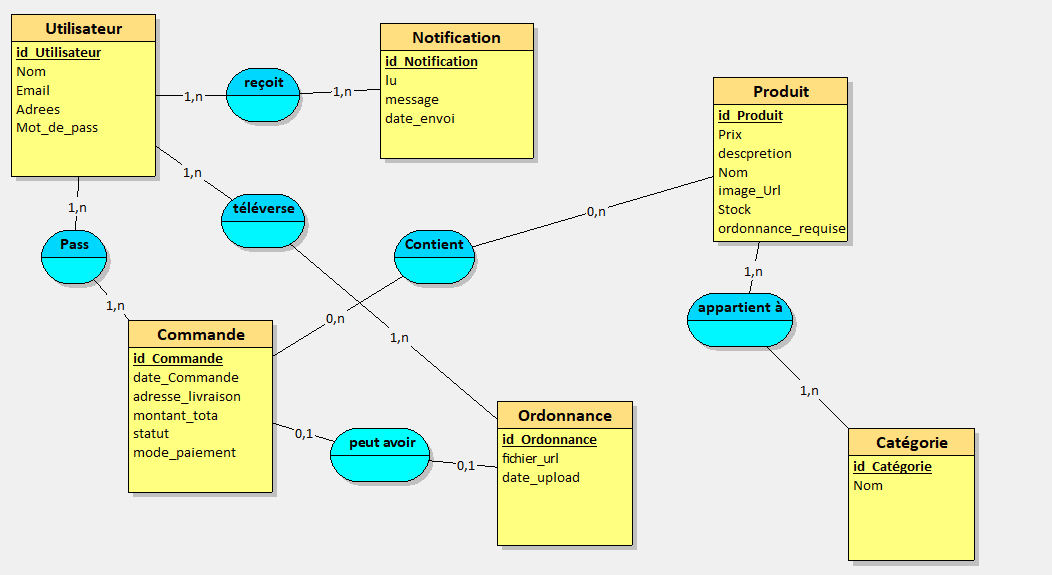 Utilisateur
id_Utilisateur
Nom
Email
Adrees
Mot_de_pass
reçoit
1,n
1,n
Notification
id_Notification
lu
message
date_envoi
Produit
id_Produit
Prix
descpretion
Nom
image_Url
Stock
ordonnance_requise
1,n
téléverse
1,n
1,n
Pass
1,n
Contient
0,n
0,n
1,n
appartient à
1,n
Commande
id_Commande
date_Commande
adresse_livraison
montant_tota
statut
mode_paiement
0,1
peut avoir
0,1
Ordonnance
id_Ordonnance
fichier_url
date_upload
Catégorie
id_Catégorie
Nom